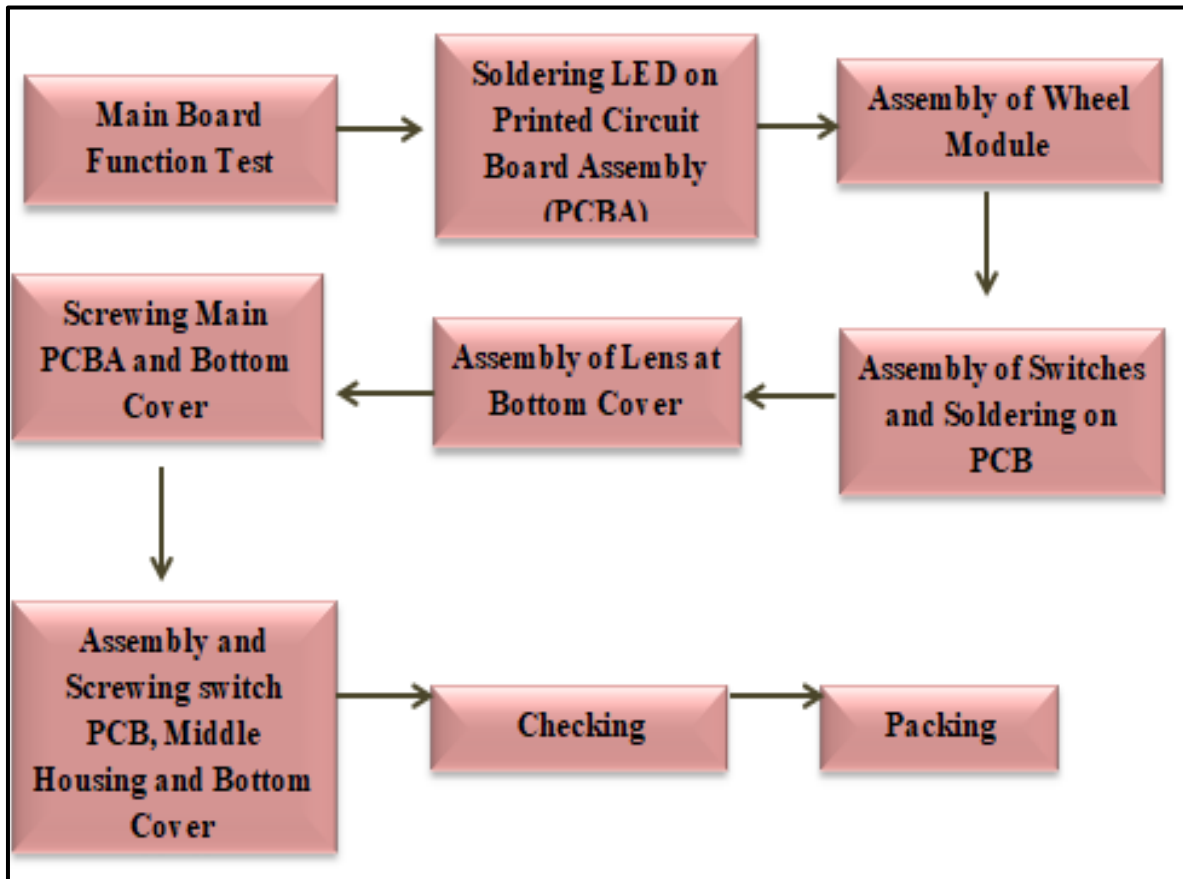 Main Board
Function Test
Soldering LED on
Printed Circuit
Board Assembly
(PCBA)
Assembly of Wheel
Module
Assembly of Switches
and Soldering on
PCB
Assembly of Lens at
Bottom Cover
Screwing Main
PCBA and Bottom
Cover
Assembly and
Screwing switch
PCB, Middle
Housing and Bottom
Cover
Checking
Packing